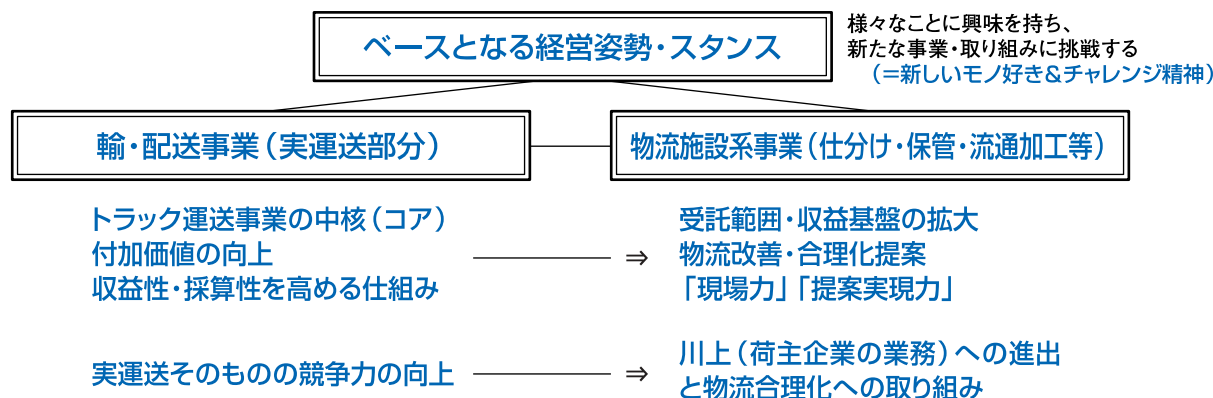 ベースとなる経営姿勢・スタンス
様々なことに興味を持ち、
新たな事業・取り組みに挑戦する
（＝新しいモノ好き＆チャレンジ精神）
輸・配送事業（実運送部分）
物流施設系事業（仕分け・保管・流通加工等）
トラック運送事業の中核（コア）
付加価値の向上
収益性・採算性を高める仕組み
⇒
受託範囲・収益基盤の拡大
物流改善・合理化提案
「現場力」「提案実現力」
実運送そのものの競争力の向上
⇒
川上（荷主企業の業務）への進出
と物流合理化への取り組み